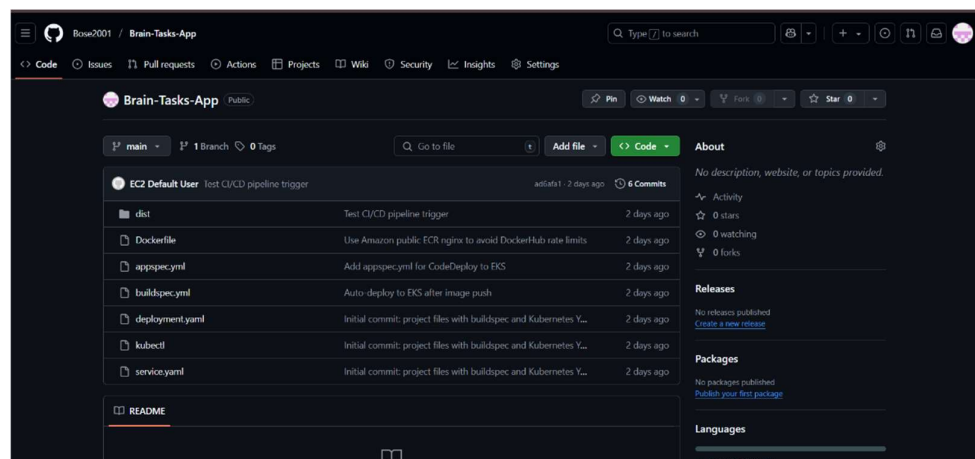 Bose2001 / Brain-Tasks-App
Type / to search
Code
Issues
Pull requests
Actions
Projects
Wiki
Security
Insights
Settings
Brain-Tasks-App Public
Pin
Watch 0
Fork 0
Star 0
main
1 Branch
0 Tags
Go to file
t
Add file
Code
EC2 Default User Test CI/CD pipeline trigger
ad6afx1 · 2 days ago
6 Commits
dist Test CI/CD pipeline trigger 2 days ago
Dockerfile Use Amazon public ECR nginx to avoid DockerHub rate limits 2 days ago
appspec.yml Add appspec.yml for CodeDeploy to EKS 2 days ago
buildspec.yml Auto-deploy to EKS after image push 2 days ago
deployment.yaml Initial commit: project files with buildspec and Kubernetes Y... 2 days ago
kubectl Initial commit: project files with buildspec and Kubernetes Y... 2 days ago
service.yaml Initial commit: project files with buildspec and Kubernetes Y... 2 days ago
README
About
No description, website, or topics provided.
Activity
0 stars
0 watching
0 forks
Releases
No releases published
Create a new release
Packages
No packages published
Publish your first package
Languages